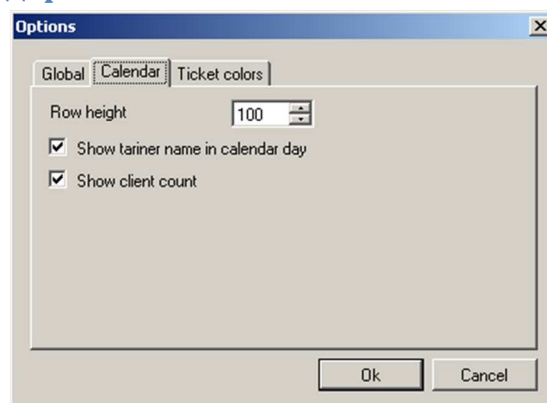 Options
Global Calendar Ticket colors
Row height 100
Show tariner name in calendar day
Show client count
Ok Cancel